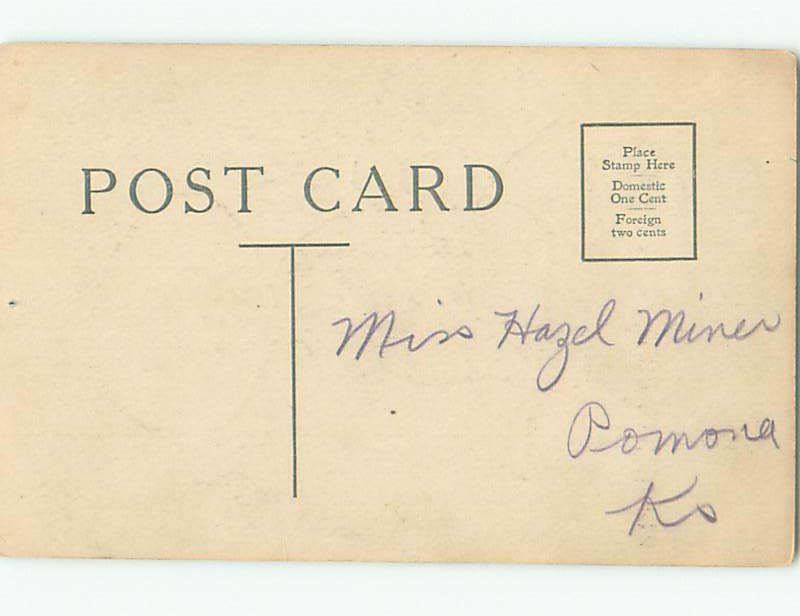 POST CARD
Place
Stamp Here
Domestic
One Cent
Foreign
two cents
Miss Hazel Miner
Pomona
Ks